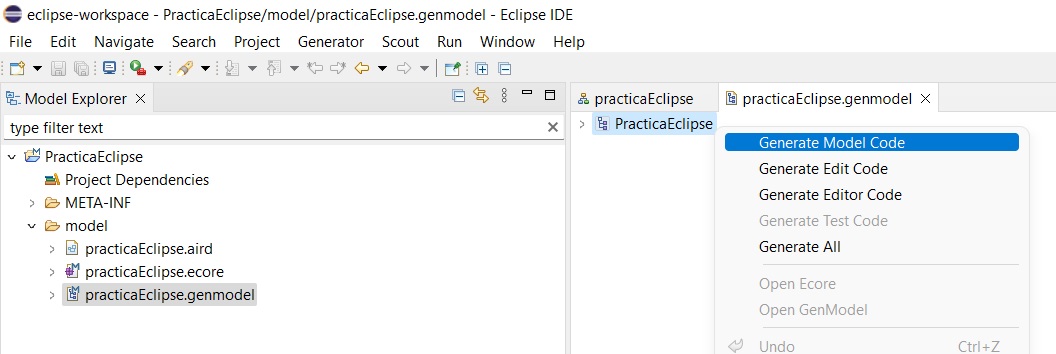 eclipse-workspace - PracticaEclipse/model/practicaEclipse.genmodel - Eclipse IDE
File Edit Navigate Search Project Generator Scout Run Window Help
Model Explorer
type filter text
PracticaEclipse
Project Dependencies
META-INF
model
practicaEclipse.aird
practicaEclipse.ecore
practicaEclipse.genmodel
practicaEclipse practicaEclipse.genmodel
PracticaEclipse
Generate Model Code
Generate Edit Code
Generate Editor Code
Generate Test Code
Generate All
Open Ecore
Open GenModel
Undo Ctrl+Z